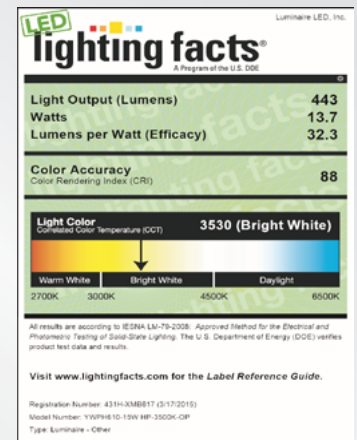 Luminaire LED, Inc.
LED
lighting facts®
A Program of the U.S. DOE
Light Output (Lumens) 443
Watts 13.7
Lumens per Watt (Efficacy) 32.3
Color Accuracy
Color Rendering Index (CRI) 88
Light Color
Correlated Color Temperature (CCT) 3530 (Bright White)
Warm White Bright White Daylight
2700K 3000K 4500K 6500K
All results are according to IESNA LM-79-2008: Approved Method for the Electrical and
Photometric Testing of Solid-State Lighting. The U.S. Department of Energy (DOE) verifies
product test data and results.
Visit www.lightingfacts.com for the Label Reference Guide.
Registration Number: 431H-XMB817 (3/17/2015)
Model Number: YWPH610-15W HP-3500K-OP
Type: Luminaire - Other